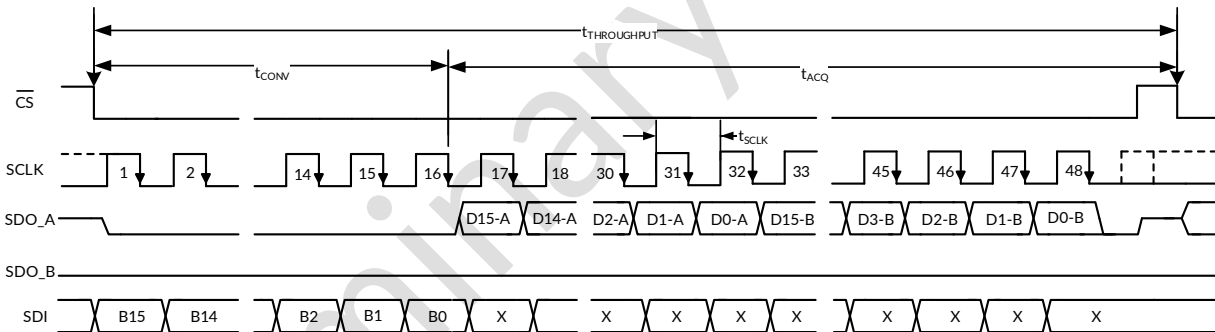 tTHROUGHPUT
tCONV tACQ
CS
tSCLK
SCLK 1 2 14 15 16 17 18 30 31 32 33 45 46 47 48
SDO_A D15-A D14-A D2-A D1-A D0-A D15-B D3-B D2-B D1-B D0-B
SDO_B
SDI B15 B14 B2 B1 B0 X X X X X X X X X
minary